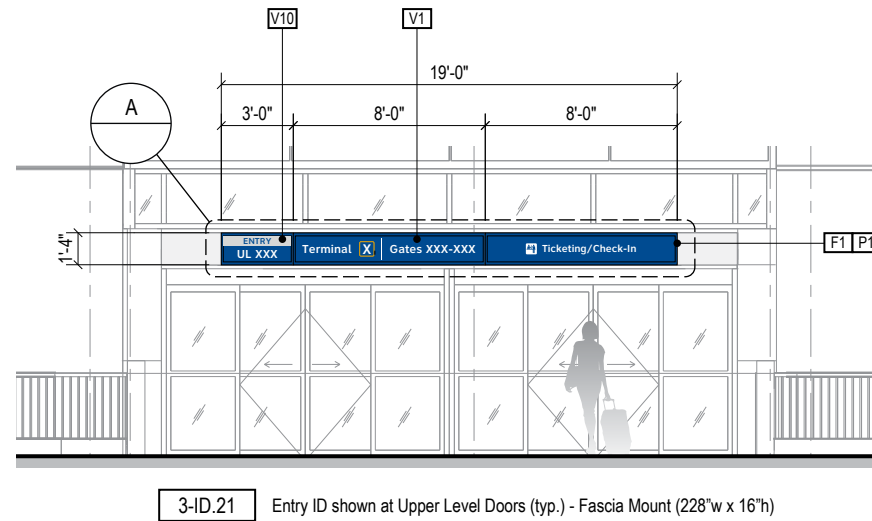 V10
V1
19'-0"
3'-0"
8'-0"
8'-0"
A
1'-4"
ENTRY
UL XXX
Terminal X
Gates XXX-XXX
Ticketing/Check-In
F1
P1
3-ID.21
Entry ID shown at Upper Level Doors (typ.) - Fascia Mount (228"w x 16"h)